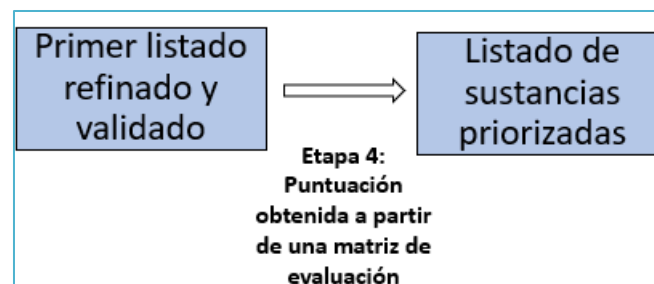 Primer listado
refinado y
validado
Etapa 4:
Puntuación
obtenida a partir
de una matriz de
evaluación
Listado de
sustancias
priorizadas